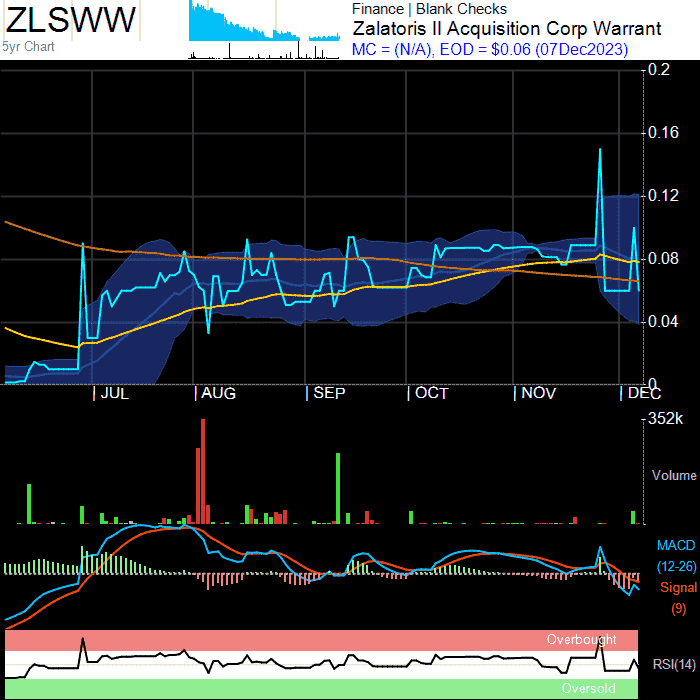 ZLSWW
5yr Chart
Finance | Blank Checks
Zalatoris II Acquisition Corp Warrant
MC = (N/A), EOD = $0.06 (07Dec2023)
0.2
0.16
0.12
0.08
0.04
0
JUL
AUG
SEP
OCT
NOV
DEC
352k
Volume
MACD
(12-26)
Signal
(9)
Overbought
RSI(14)
Oversold